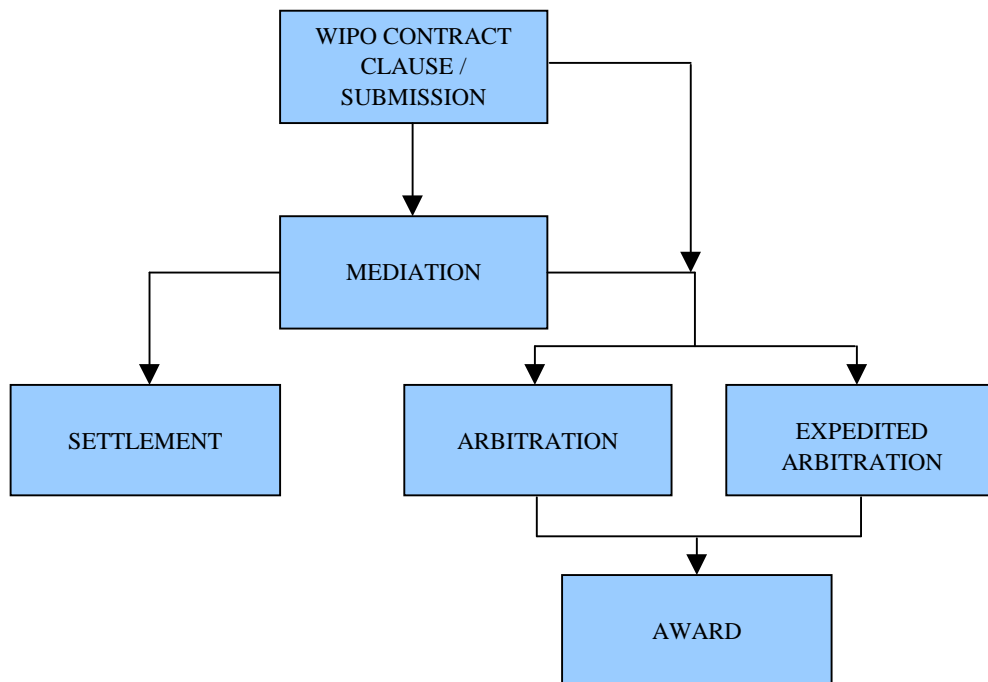 WIPO CONTRACT
CLAUSE /
SUBMISSION
MEDIATION
SETTLEMENT
ARBITRATION
EXPEDITED
ARBITRATION
AWARD